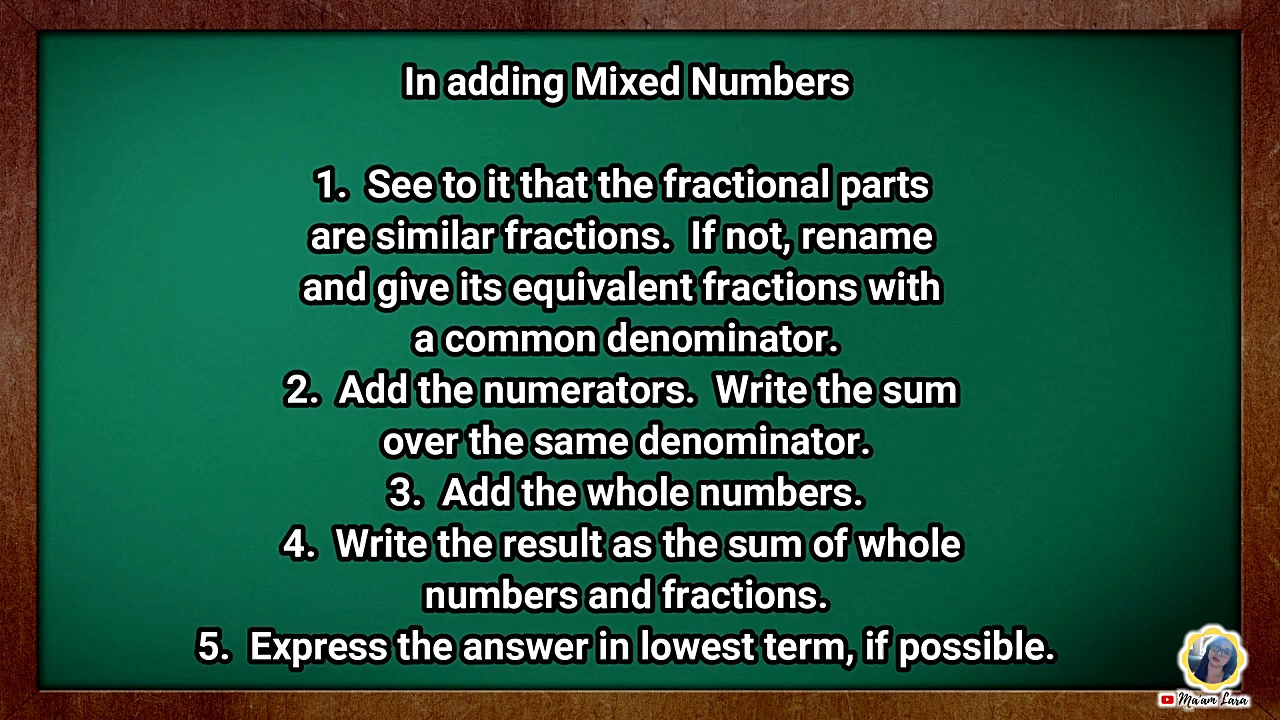 In adding Mixed Numbers
1. See to it that the fractional parts
are similar fractions. If not, rename
and give its equivalent fractions with
a common denominator.
2. Add the numerators. Write the sum
over the same denominator.
3. Add the whole numbers.
4. Write the result as the sum of whole
numbers and fractions.
5. Express the answer in lowest term, if possible.
Ma'am Lara